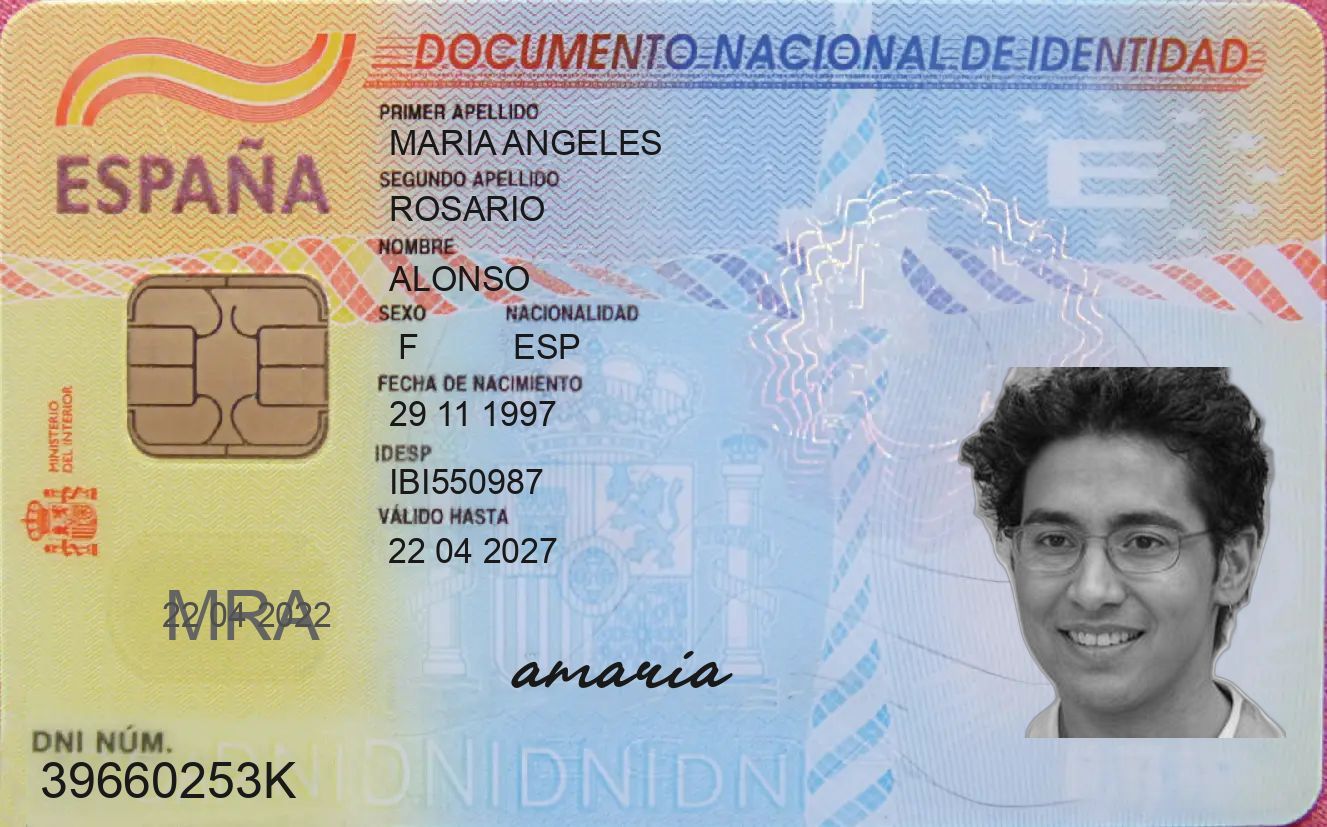 DOCUMENTO NACIONAL DE IDENTIDAD
ESPAÑA
PRIMER APELLIDO
MARIA ANGELES
SEGUNDO APELLIDO
ROSARIO
NOMBRE
ALONSO
SEXO NACIONALIDAD
F ESP
FECHA DE NACIMIENTO
29 11 1997
IDESP
IBI550987
VÁLIDO HASTA
22 04 2027
MINISTERIO
DEL INTERIOR
E
MRA
22 04 2022
amaria
DNI NÚM.
39660253K
DNIDNIDNIDNI